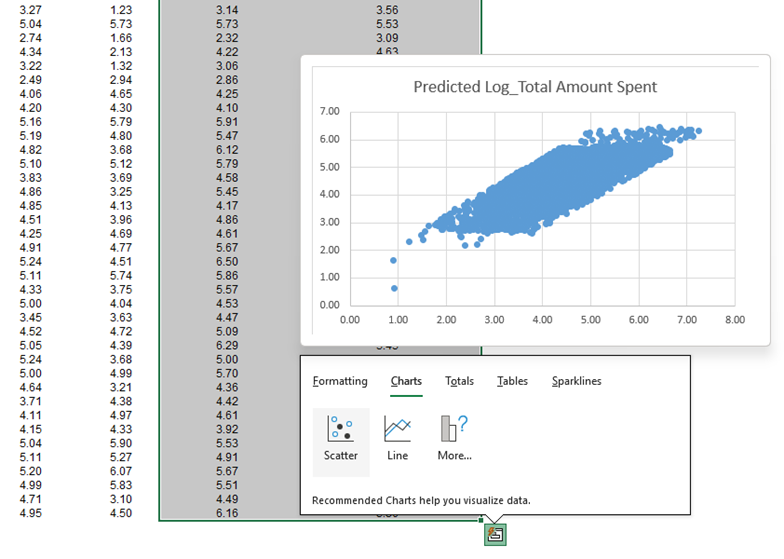 3.27 1.23 3.14 3.56
5.04 5.73 5.73 5.53
2.74 1.66 2.32 3.09
4.34 2.13 4.22 4.63
3.22 1.32 3.06
2.49 2.94 2.86
4.06 4.65 4.25
4.20 4.30 4.10
5.16 5.79 5.91
5.19 4.80 5.47
4.82 3.68 6.12
5.10 5.12 5.79
3.83 3.69 4.58
4.86 3.25 5.45
4.85 4.13 4.17
4.51 3.96 4.86
4.25 4.69 4.61
4.91 4.77 5.67
5.24 4.51 6.50
5.11 5.74 5.86
4.33 3.75 5.57
5.00 4.04 4.53
3.45 3.63 4.47
4.52 4.72 5.09
5.05 4.39 6.29
5.24 3.68 5.00
5.00 4.99 5.70
4.64 3.21 4.36
3.71 4.38 4.42
4.11 4.97 4.61
4.15 4.33 3.92
5.04 5.90 5.53
5.11 5.27 4.91
5.20 6.07 5.67
4.99 5.83 5.51
4.71 3.10 4.49
4.95 4.50 6.16
Predicted Log_Total Amount Spent
7.00
6.00
5.00
4.00
3.00
2.00
1.00
0.00
0.00 1.00 2.00 3.00 4.00 5.00 6.00 7.00 8.00
Formatting Charts Totals Tables Sparklines
Scatter Line More...
Recommended Charts help you visualize data.